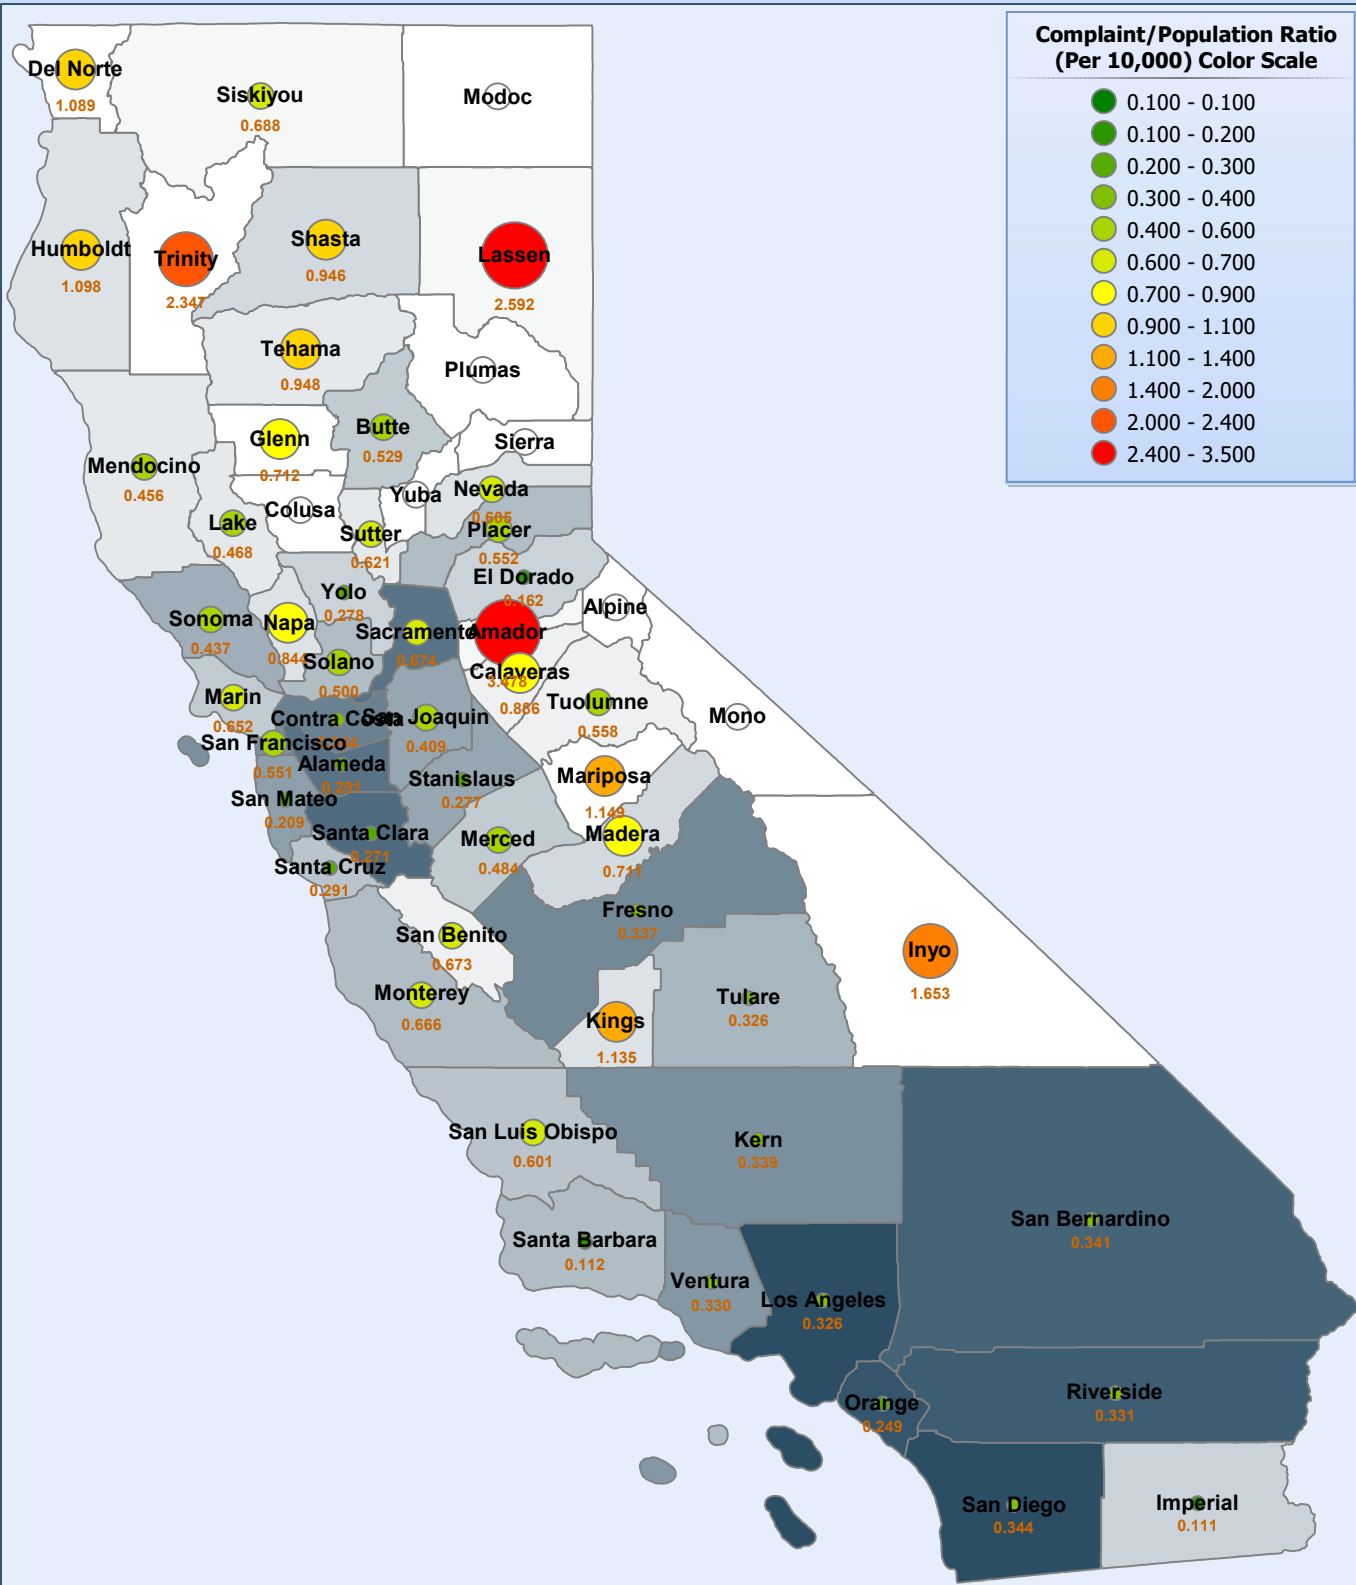 Complaint/Population Ratio
(Per 10,000) Color Scale
0.100 - 0.100
0.100 - 0.200
0.200 - 0.300
0.300 - 0.400
0.400 - 0.600
0.600 - 0.700
0.700 - 0.900
0.900 - 1.100
1.100 - 1.400
1.400 - 2.000
2.000 - 2.400
2.400 - 3.500
Del Norte
1.089
Siskiyou
0.688
Modoc
Humboldt
1.098
Trinity
2.347
Shasta
0.946
Lassen
2.592
Tehama
0.948
Plumas
Glenn
0.712
Butte
0.529
Sierra
Mendocino
0.456
Lake
0.468
Colusa
Sutter
0.621
Yuba
Nevada
0.605
Placer
0.552
El Dorado
0.162
Yolo
0.278
Alpine
Sonoma
0.437
Napa
0.844
Sacramento
0.674
Amador
3.478
Solano
0.500
Calaveras
0.886
Marin
0.652
Tuolumne
0.558
Mono
Contra Costa
San Joaquin
0.409
San Francisco
0.551
Alameda
0.291
Stanislaus
0.277
Mariposa
1.149
San Mateo
0.209
Santa Clara
0.271
Merced
0.484
Madera
0.711
Santa Cruz
0.291
Fresno
0.337
San Benito
0.673
Inyo
1.653
Monterey
0.666
Kings
1.135
Tulare
0.326
San Luis Obispo
0.601
Kern
0.339
San Bernardino
0.341
Santa Barbara
0.112
Ventura
0.330
Los Angeles
0.326
Orange
0.249
Riverside
0.331
San Diego
0.344
Imperial
0.111